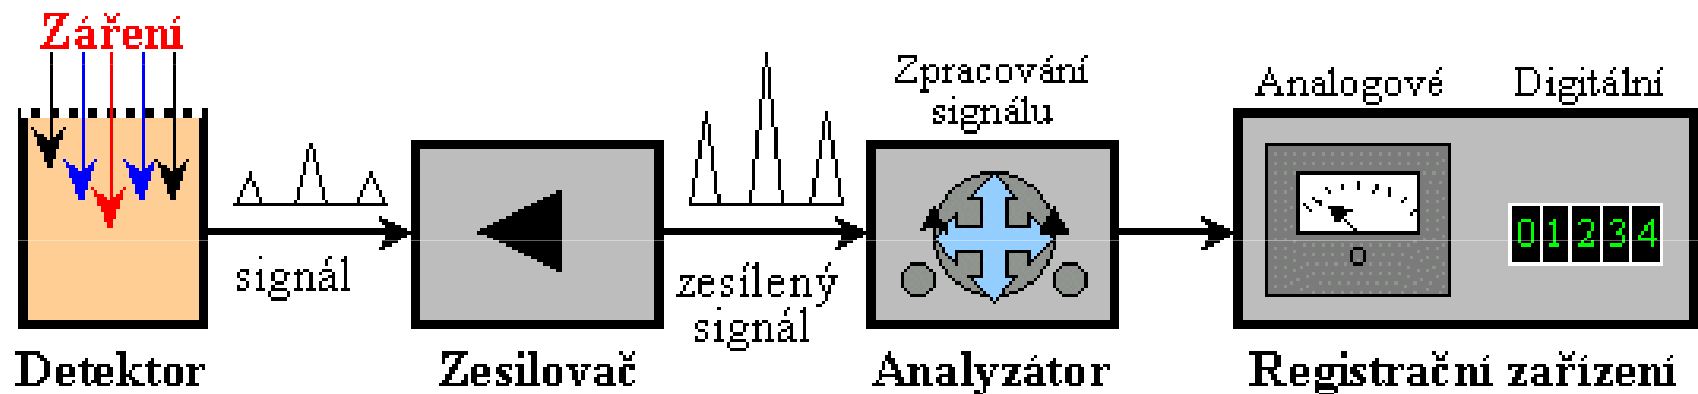 Záření
signál
zesílený
signál
Zpracování
signálu
Analogové
Digitální
01234
Detektor
Zesilovač
Analyzátor
Registrační zařízení